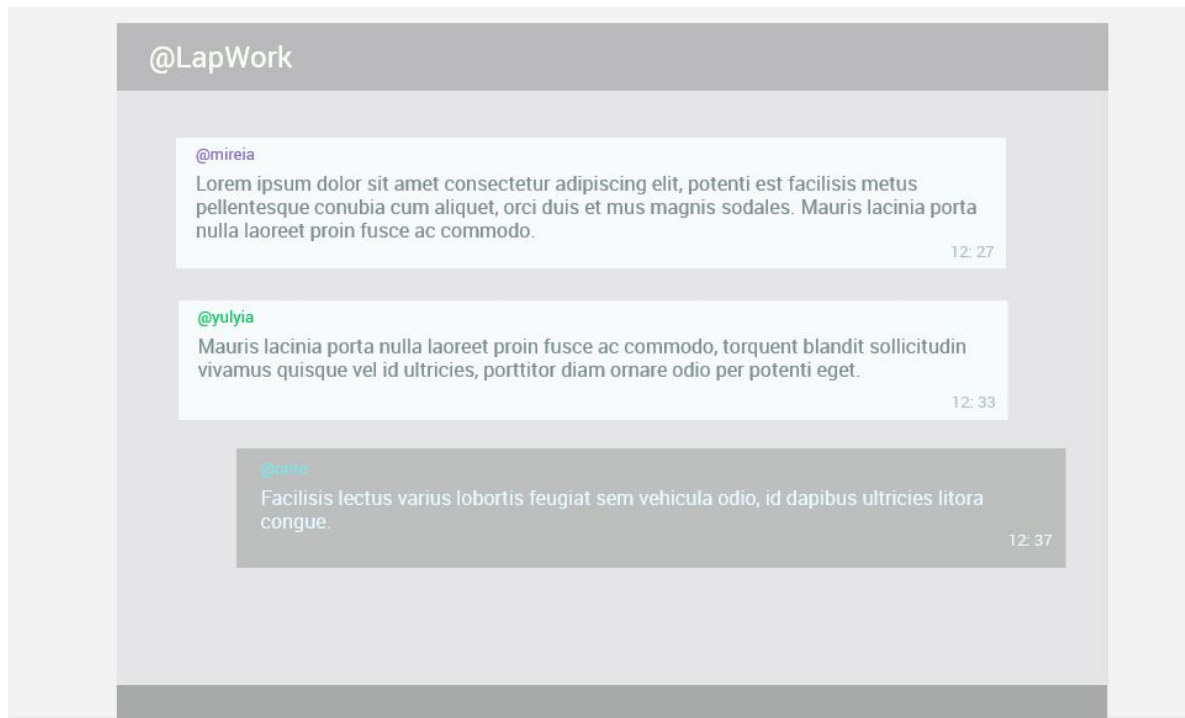 @LapWork
@mireia
Lorem ipsum dolor sit amet consectetur adipiscing elit, potenti est facilisis metus
pellentesque conubia cum aliquet, orci duis et mus magnis sodales. Mauris lacinia porta
nulla laoreet proin fusce ac commodo.
12: 27
@yulyia
Mauris lacinia porta nulla laoreet proin fusce ac commodo, torquent blandit sollicitudin
vivamus quisque vel id ultricies, porttitor diam ornare odio per potenti eget.
12: 33
Facilisis lectus varius lobortis feugiat sem vehicula odio, id dapibus ultricies litora
congue.
12: 37